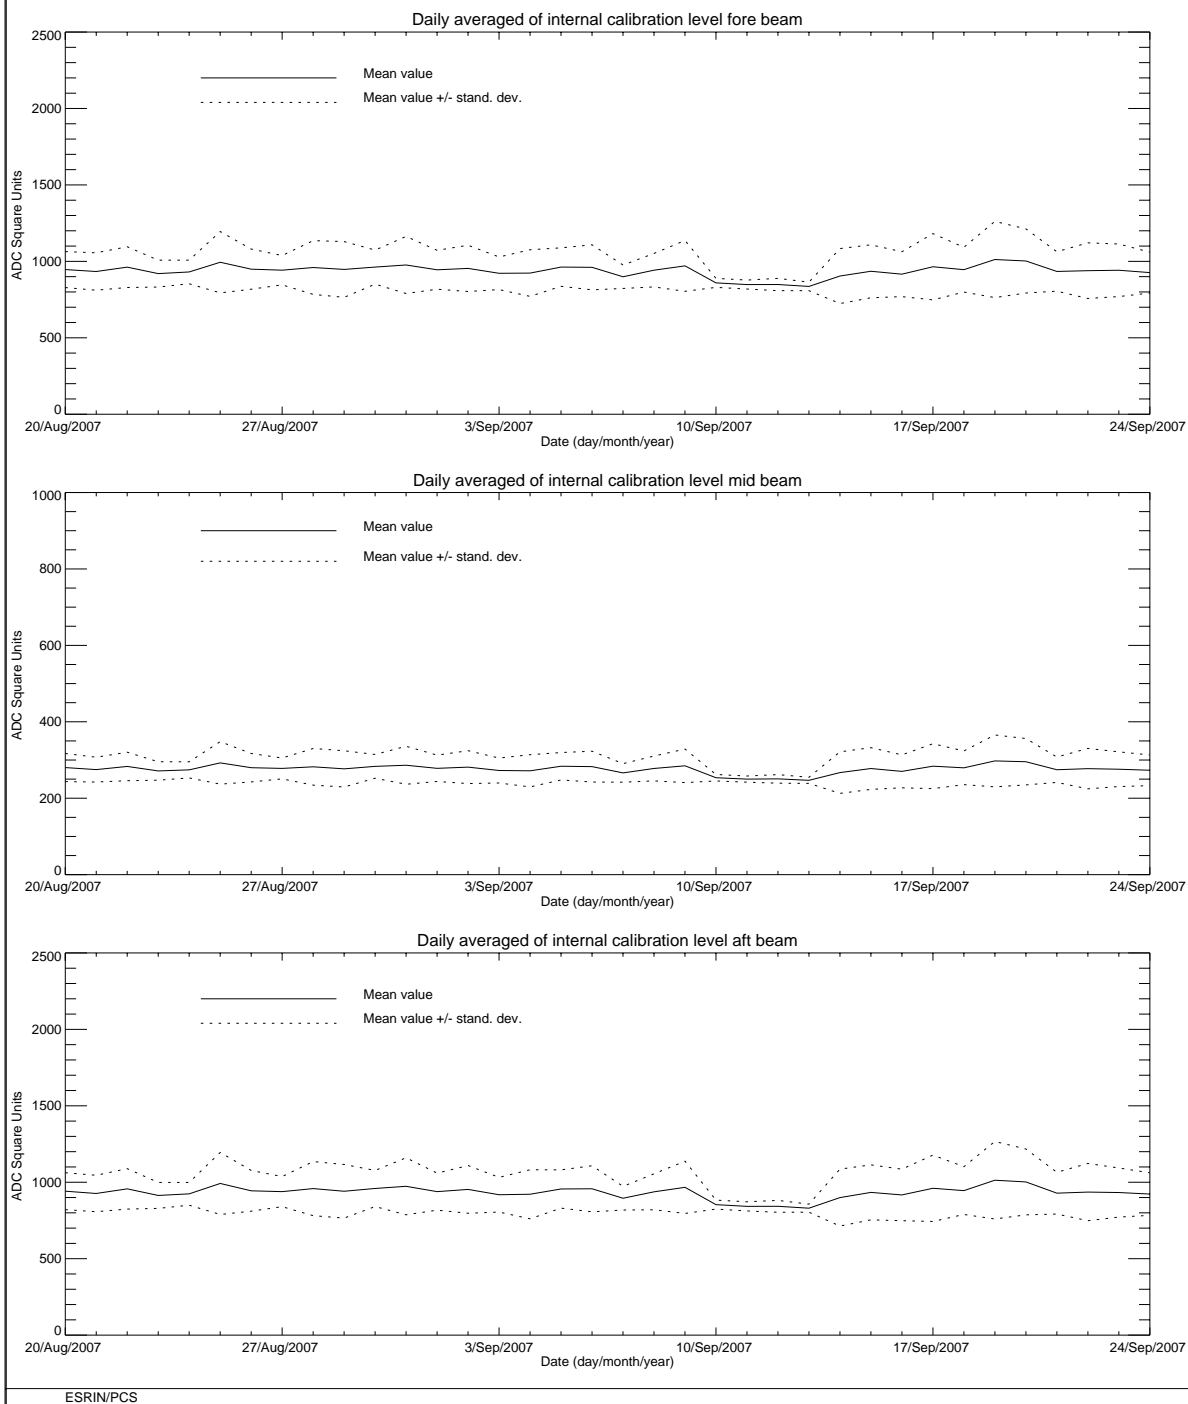 Daily averaged of internal calibration level fore beam
2500
2000
1500
1000
500
0
ADC Square Units
Mean value
Mean value +/- stand. dev.
20/Aug/2007 27/Aug/2007 3/Sep/2007 10/Sep/2007 17/Sep/2007 24/Sep/2007
Date (day/month/year)
Daily averaged of internal calibration level mid beam
1000
800
600
400
200
0
ADC Square Units
Mean value
Mean value +/- stand. dev.
20/Aug/2007 27/Aug/2007 3/Sep/2007 10/Sep/2007 17/Sep/2007 24/Sep/2007
Date (day/month/year)
Daily averaged of internal calibration level aft beam
2500
2000
1500
1000
500
0
ADC Square Units
Mean value
Mean value +/- stand. dev.
20/Aug/2007 27/Aug/2007 3/Sep/2007 10/Sep/2007 17/Sep/2007 24/Sep/2007
Date (day/month/year)
ESRIN/PCS